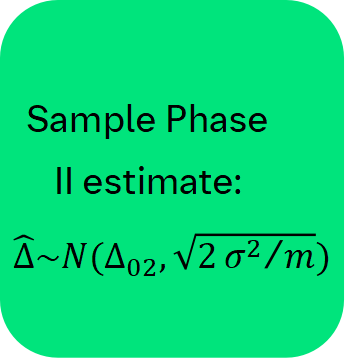 Sample Phase
II estimate:
Δ̂~N(Δ₀₂, √(2 σ²/m))